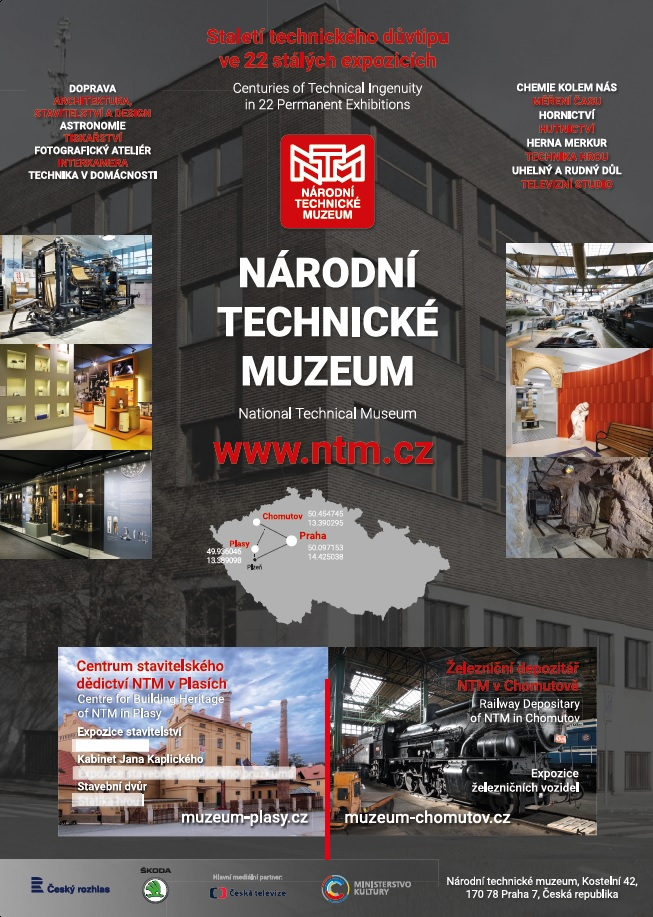 Staletí technického důvtipu
ve 22 stálých expozicích
Centuries of Technical Ingenuity
in 22 Permanent Exhibitions
DOPRAVA
ARCHITEKTURA,
STAVITELSTVÍ A DESIGN
ASTRONOMIE
TISKAŘSTVÍ
FOTOGRAFICKÝ ATELIÉR
INTERKAMERA
TECHNIKA V DOMÁCNOSTI
CHEMIE KOLEM NÁS
MĚŘENÍ ČASU
HORNICTVÍ
HUTNICTVÍ
HERNA MERKUR
TECHNIKA HROU
UHELNÝ A RUDNÝ DŮL
TELEVIZNÍ STUDIO
NTM
NÁRODNÍ
TECHNICKÉ
MUZEUM
NÁRODNÍ
TECHNICKÉ
MUZEUM
National Technical Museum
www.ntm.cz
Chomutov
50.454745
13.390295
Praha
50.097153
14.425038
Plasy
49.936046
13.389098
Plzeň
Centrum stavitelského
dědictví NTM v Plasích
Centre for Building Heritage
of NTM in Plasy
Expozice stavitelství
Kabinet Jana Kaplického
Expozice stavebně-historického průzkumu
Stavební dvůr
Stálá hrou
muzeum-plasy.cz
Železniční depozitář
NTM v Chomutově
Railway Depositary
of NTM in Chomutov
Expozice
železničních vozidel
muzeum-chomutov.cz
Český rozhlas
ŠKODA
Hlavní mediální partner:
Česká televize
MINISTERSTVO
KULTURY
Národní technické muzeum, Kostelní 42,
170 78 Praha 7, Česká republika